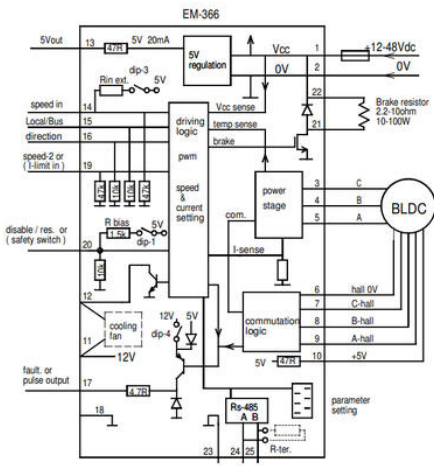 EM-366
5Vout
13
47R
5V 20mA
5V
regulation
Vcc
1
+12-48Vdc
0V
2
0V
Rin ext.
dip-3
5V
22
Brake resistor
2.2-10ohm
10-100W
21
speed in
14
Local/Bus
15
direction
16
speed-2 or
( I-limit in )
19
47k
10k
10k
47k
driving
logic
pwm
speed
&
current
setting
Vcc sense
temp sense
brake
power
stage
3
C
4
B
5
A
BLDC
com.
I-sense
disable / res. or
( safety switch )
20
R bias
1.5k
5V
dip-1
10k
12
cooling
fan
11
12V
12V
5V
dip-4
commutation
logic
6
hall 0V
7
C-hall
8
B-hall
9
A-hall
5V
47R
10
+5V
fault. or
pulse output
17
4.7R
18
Rs-485
A B
parameter
setting
R-ter.
23
24
25